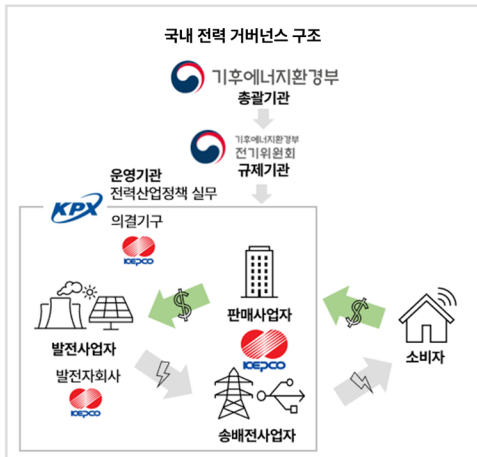 국내 전력 거버넌스 구조
기후에너지환경부
총괄기관
기후에너지환경부
전기위원회
규제기관
운영기관
전력산업정책 실무
KPX
의결기구
KEPCO
$
$
판매사업자
발전사업자
KEPCO
소비자
발전자회사
KEPCO
송배전사업자